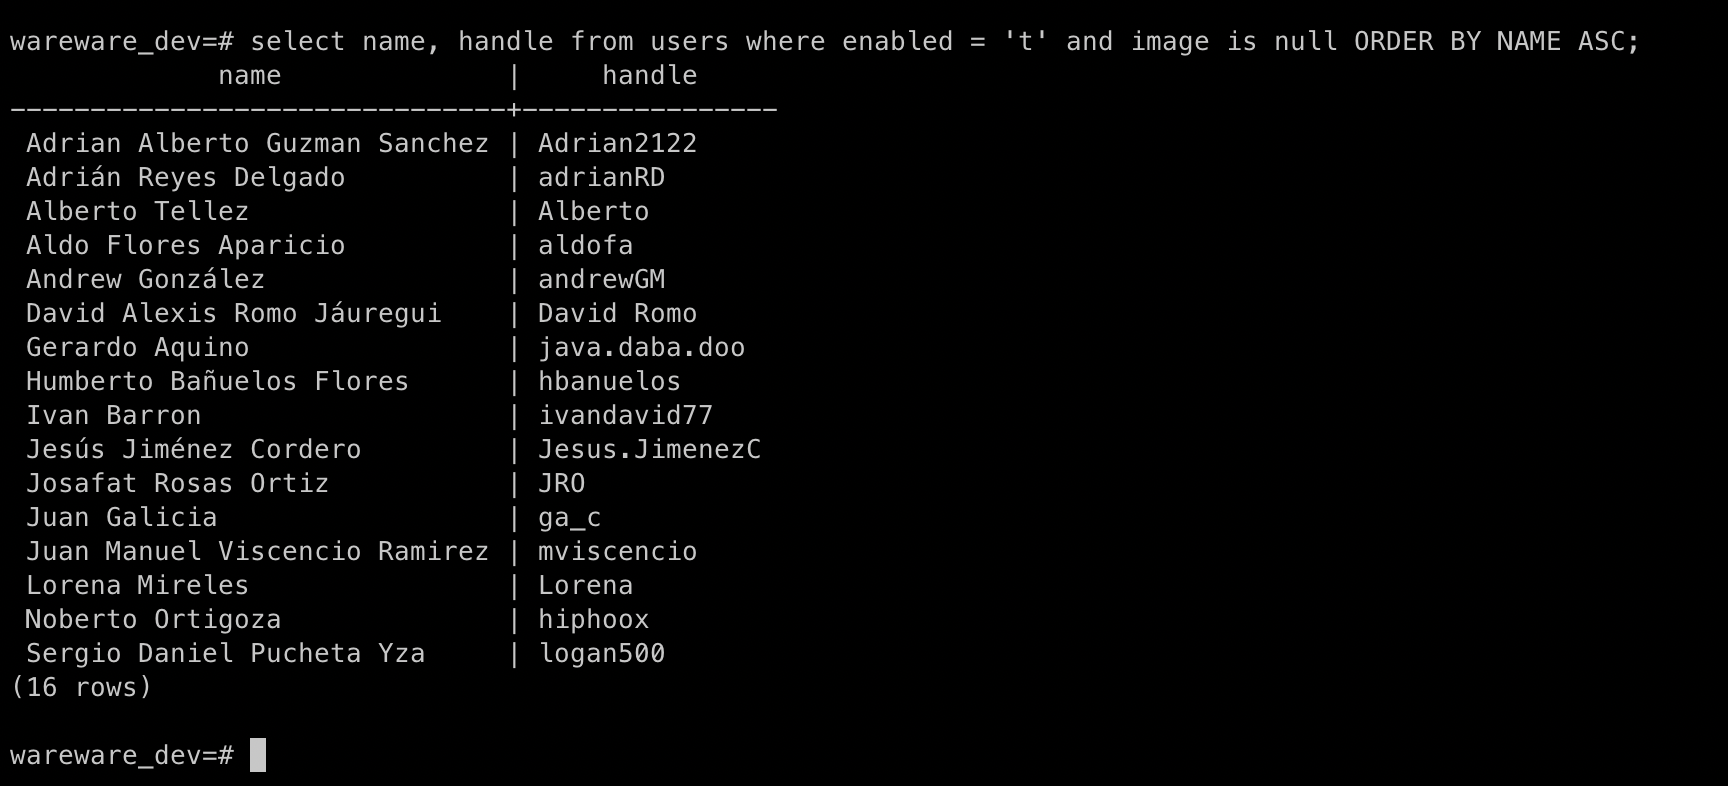 wareware_dev=# select name, handle from users where enabled = 't' and image is null ORDER BY NAME ASC;
             name              |     handle
-------------------------------+----------------
 Adrian Alberto Guzman Sanchez | Adrian2122
 Adrián Reyes Delgado          | adrianRD
 Alberto Tellez                | Alberto
 Aldo Flores Aparicio          | aldofa
 Andrew González               | andrewGM
 David Alexis Romo Jáuregui    | David Romo
 Gerardo Aquino                | java.daba.doo
 Humberto Bañuelos Flores      | hbanuelos
 Ivan Barron                   | ivandavid77
 Jesús Jiménez Cordero         | Jesus.JimenezC
 Josafat Rosas Ortiz           | JRO
 Juan Galicia                  | ga_c
 Juan Manuel Viscencio Ramirez | mviscencio
 Lorena Mireles                | Lorena
 Noberto Ortigoza              | hiphoox
 Sergio Daniel Pucheta Yza     | logan500
(16 rows)

wareware_dev=#